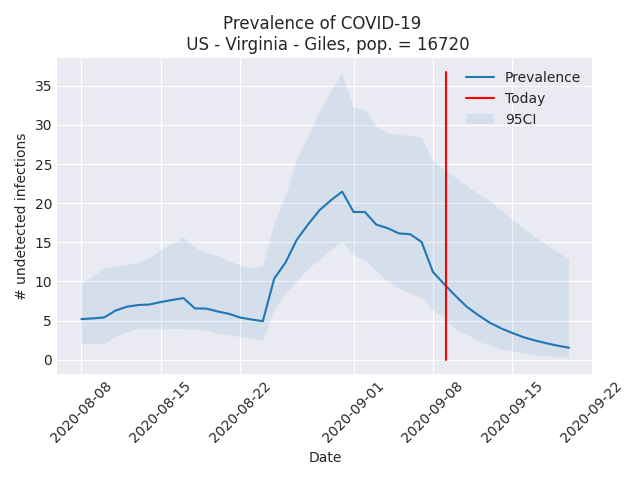 Prevalence of COVID-19
US - Virginia - Giles, pop. = 16720
# undetected infections
35
30
25
20
15
10
5
0
Prevalence
Today
95CI
2020-08-08
2020-08-15
2020-08-22
2020-09-01
2020-09-08
2020-09-15
2020-09-22
Date